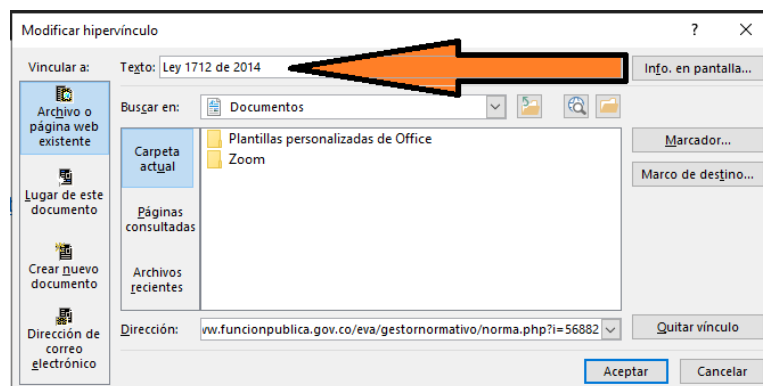 Modificar hipervínculo
? ×
Vincular a:
Texto: Ley 1712 de 2014
Info. en pantalla...
Archivo o
página web
existente
Buscar en:
Documentos
Carpeta
actual
Plantillas personalizadas de Office
Zoom
Marcador...
Marco de destino...
Lugar de este
documento
Páginas
consultadas
Crear nuevo
documento
Archivos
recientes
Dirección de
correo
electrónico
Dirección:
ww.funcionpublica.gov.co/eva/gestornormativo/norma.php?i=56882
Quitar vínculo
Aceptar
Cancelar